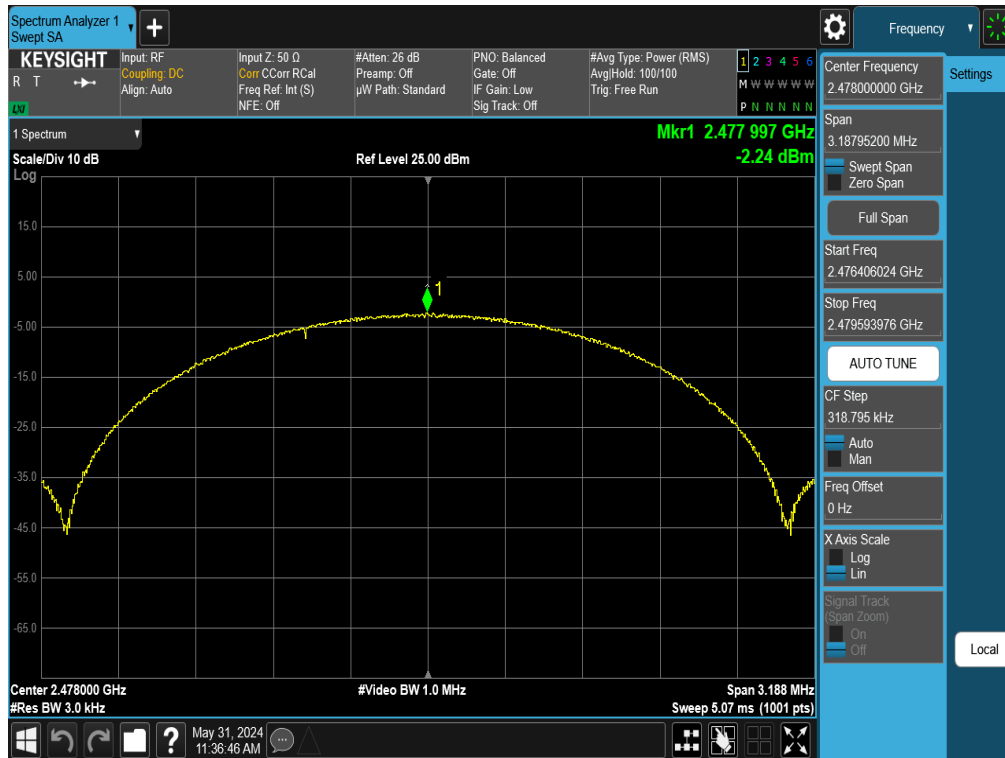 Spectrum Analyzer 1
Swept SA
Frequency
KEYSIGHT
R T
LXI
Input: RF
Coupling: DC
Align: Auto
Input Z: 50 Ω
Corr CCorr RCal
Freq Ref: Int (S)
NFE: Off
#Atten: 26 dB
Preamp: Off
µW Path: Standard
PNO: Balanced
Gate: Off
IF Gain: Low
Sig Track: Off
#Avg Type: Power (RMS)
Avg|Hold: 100/100
Trig: Free Run
1 2 3 4 5 6
M W W W W W
P N N N N N
1 Spectrum
Mkr1 2.477 997 GHz
-2.24 dBm
Scale/Div 10 dB
Ref Level 25.00 dBm
Log
15.0
5.00
-5.00
-15.0
-25.0
-35.0
-45.0
-55.0
-65.0
1
Center 2.478000 GHz
#Video BW 1.0 MHz
Span 3.188 MHz
#Res BW 3.0 kHz
Sweep 5.07 ms (1001 pts)
May 31, 2024
11:36:46 AM
?
Center Frequency
2.478000000 GHz
Settings
Span
3.18795200 MHz
Swept Span
Zero Span
Full Span
Start Freq
2.476406024 GHz
Stop Freq
2.479593976 GHz
AUTO TUNE
CF Step
318.795 kHz
Auto
Man
Freq Offset
0 Hz
X Axis Scale
Log
Lin
Signal Track
(Span Zoom)
On
Off
Local